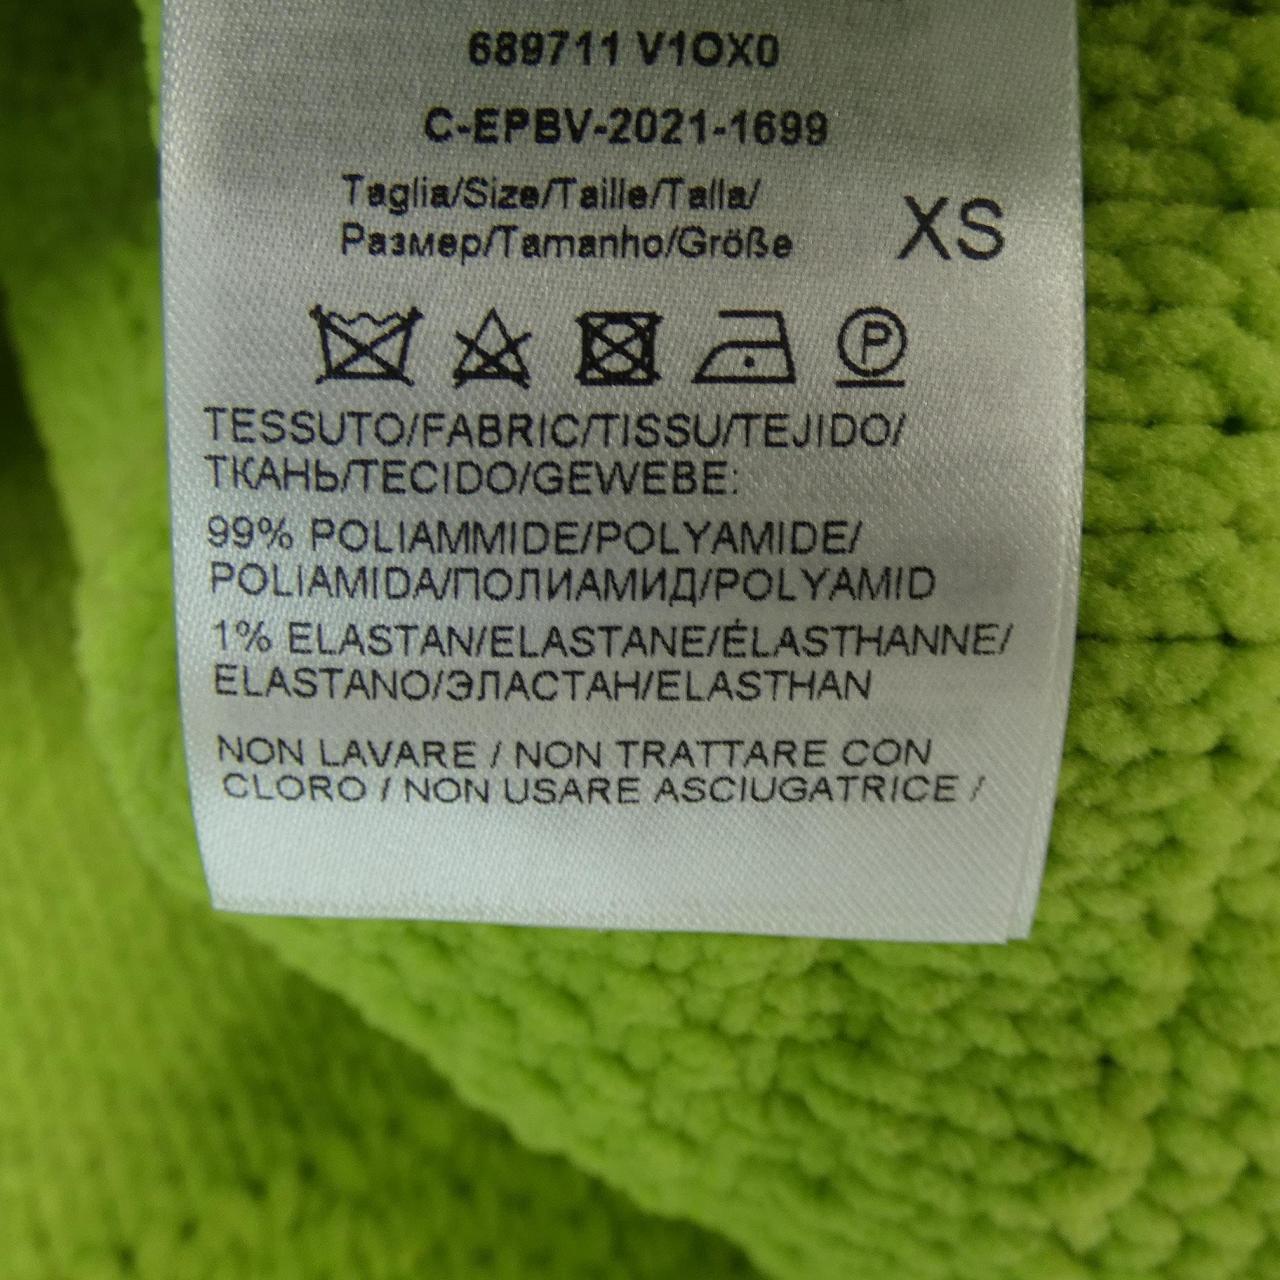 689711 V1OX0
C-EPBV-2021-1699
Taglia/Size/Taille/Talla/
Размер/Tamanho/Größe
XS
P
TESSUTO/FABRIC/TISSU/TEJIDO/
ТКАНЬ/TECIDO/GEWEBE:
99% POLIAMMIDE/POLYAMIDE/
POLIAMIDA/ПОЛИАМИД/POLYAMID
1% ELASTAN/ELASTANE/ÉLASTHANNE/
ELASTANO/ЭЛАСТАН/ELASTHAN
NON LAVARE / NON TRATTARE CON
CLORO / NON USARE ASCIUGATRICE /